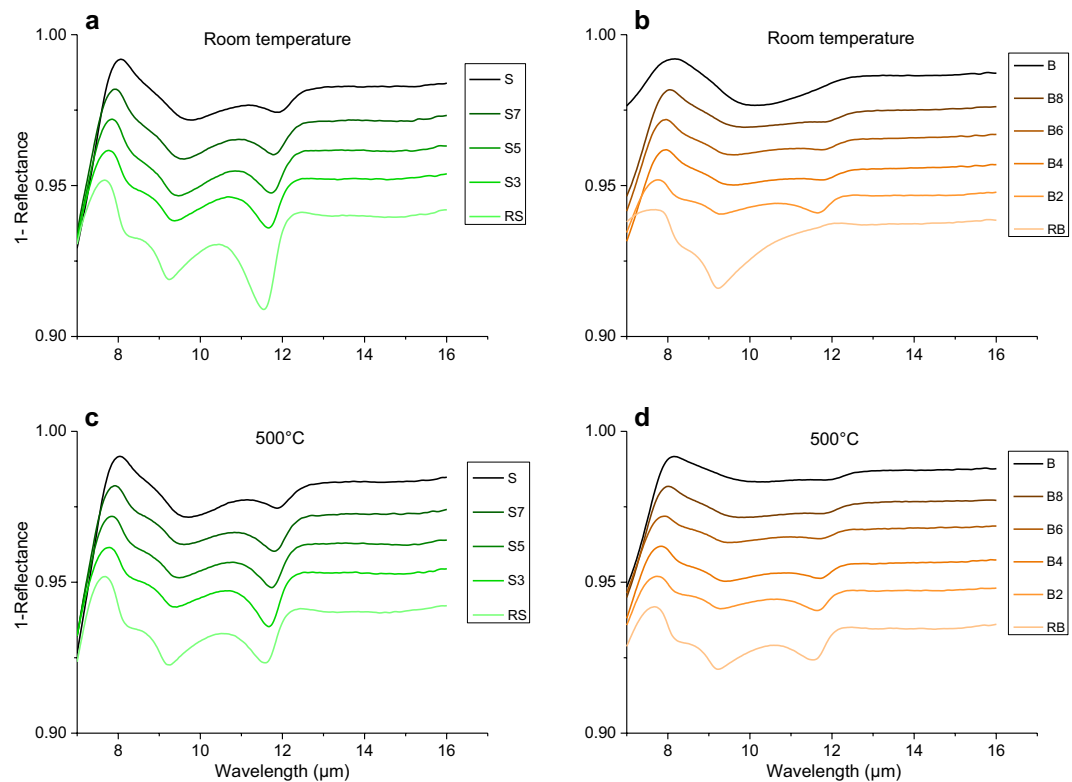 a
Room temperature
1.00
0.95
0.90
1- Reflectance
8 10 12 14 16
S
S7
S5
S3
RS
b
Room temperature
1.00
0.95
0.90
8 10 12 14 16
B
B8
B6
B4
B2
RB
c
500°C
1.00
0.95
0.90
1-Reflectance
8 10 12 14 16
Wavelength (μm)
S
S7
S5
S3
RS
d
500°C
1.00
0.95
0.90
8 10 12 14 16
Wavelength (μm)
B
B8
B6
B4
B2
RB